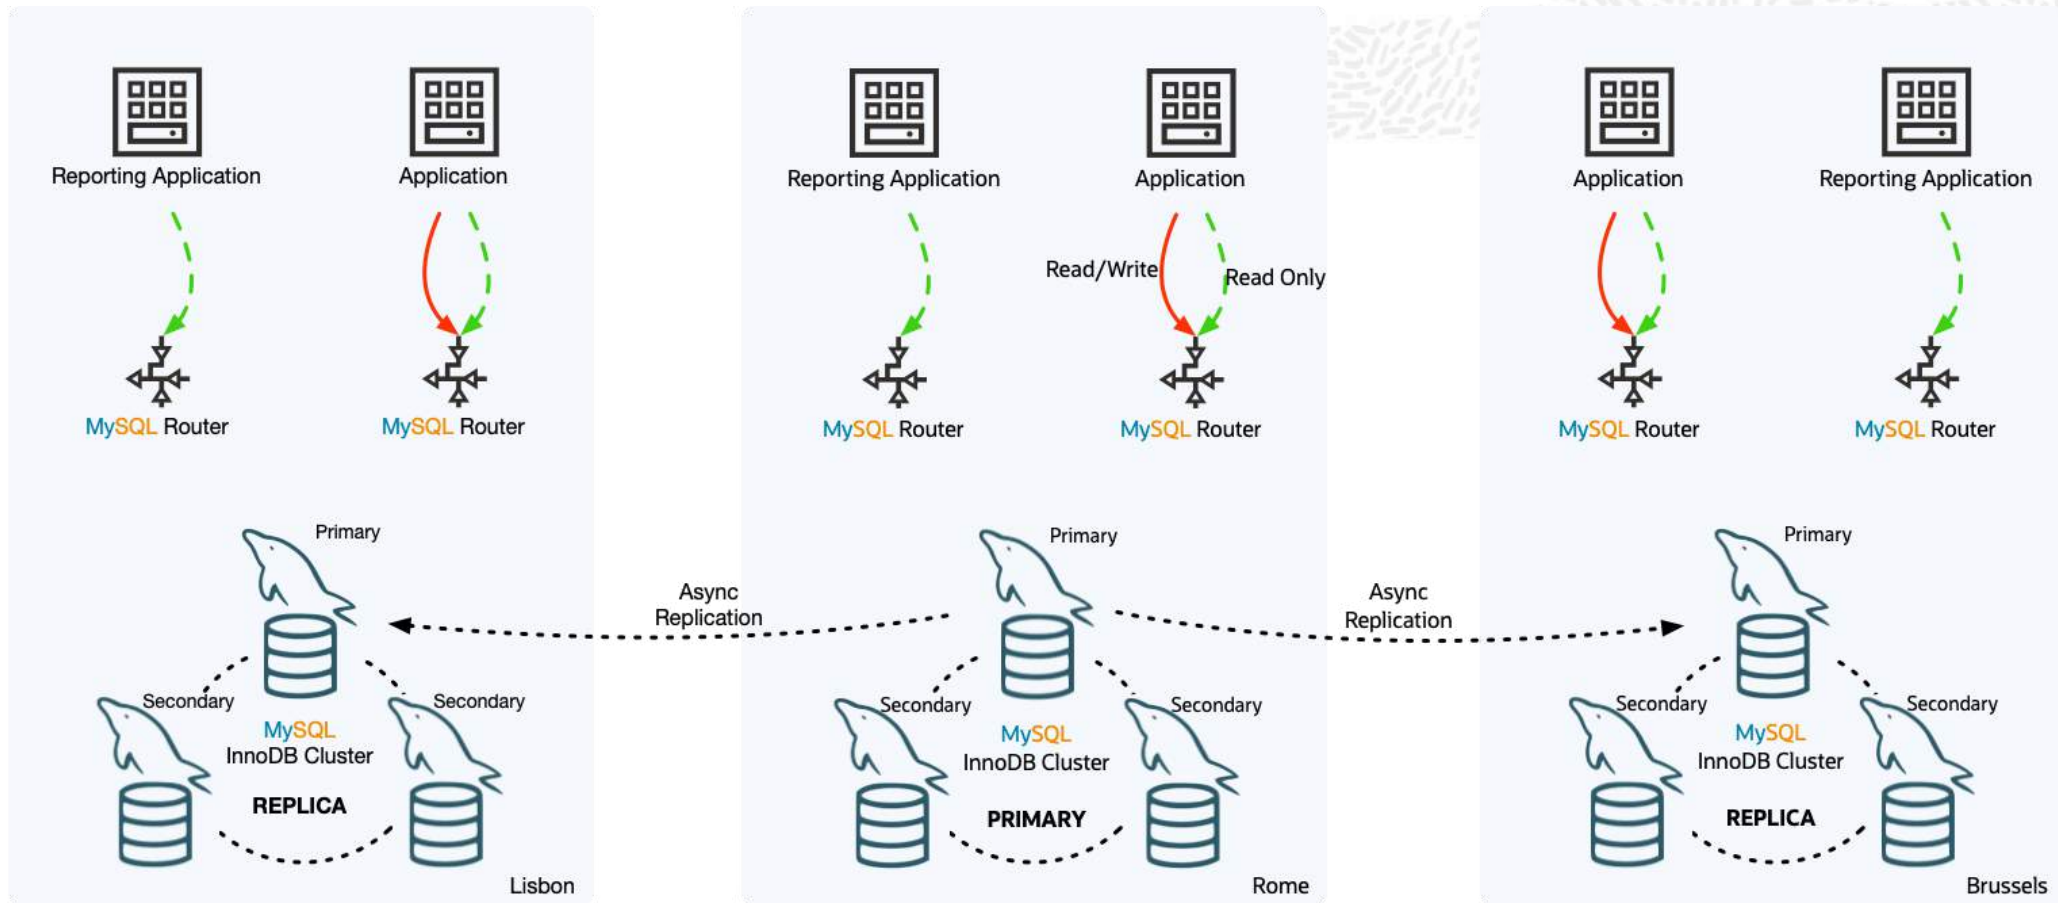 Reporting Application
Application
MySQL Router
MySQL Router
Primary
Secondary
Secondary
MySQL
InnoDB Cluster
REPLICA
Lisbon
Async
Replication
Reporting Application
Application
Read/Write
Read Only
MySQL Router
MySQL Router
Primary
Secondary
Secondary
MySQL
InnoDB Cluster
PRIMARY
Rome
Async
Replication
Application
Reporting Application
MySQL Router
MySQL Router
Primary
Secondary
Secondary
MySQL
InnoDB Cluster
REPLICA
Brussels